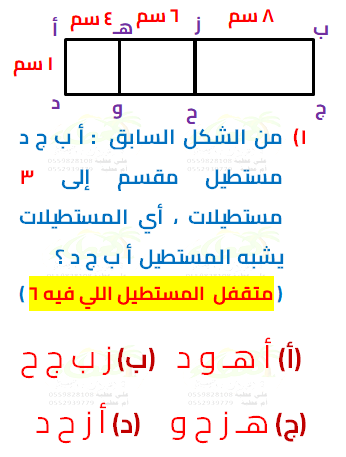 ٨ سم ٦ سم ٤ سم
أ هـ ز ب
١ سم
د و ح ج
١) من الشكل السابق : أ ب ج د
مستطيل مقسم إلى ٣
مستطيلات ، أي المستطيلات
يشبه المستطيل أ ب ج د ؟
( متقفل المستطيل اللي فيه ٦ )
(أ) أ هـ و د (ب) ز ب ج ح
(ج) هـ ز ح و (د) أ ز ح د